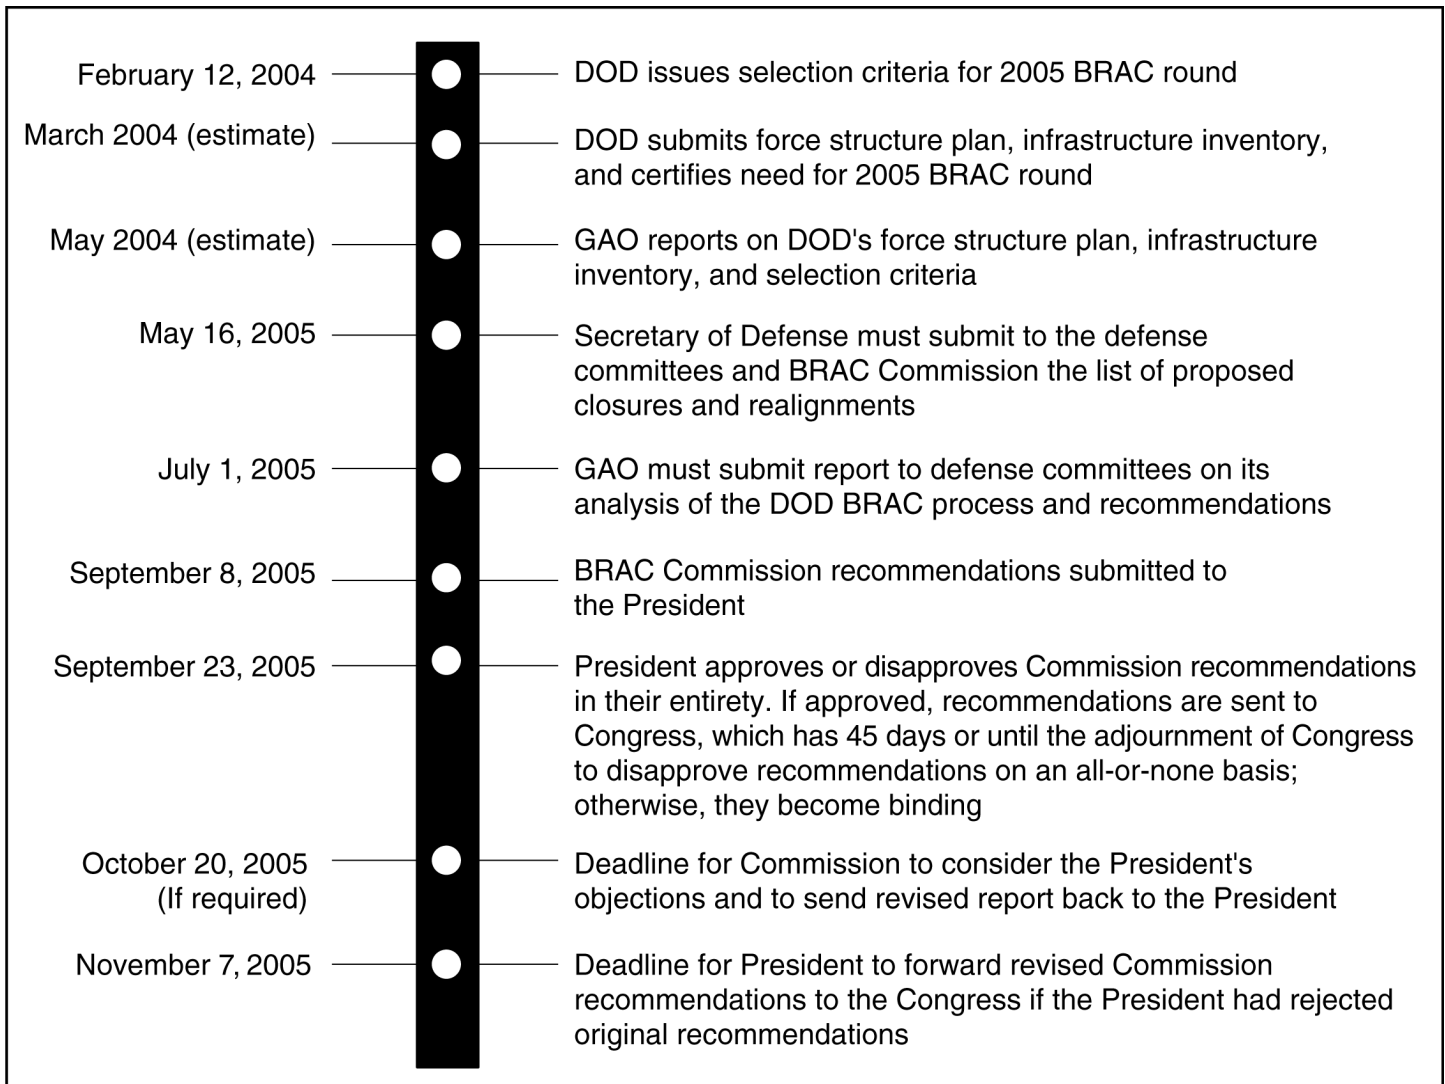 February 12, 2004
DOD issues selection criteria for 2005 BRAC round
March 2004 (estimate)
DOD submits force structure plan, infrastructure inventory,
and certifies need for 2005 BRAC round
May 2004 (estimate)
GAO reports on DOD's force structure plan, infrastructure
inventory, and selection criteria
May 16, 2005
Secretary of Defense must submit to the defense
committees and BRAC Commission the list of proposed
closures and realignments
July 1, 2005
GAO must submit report to defense committees on its
analysis of the DOD BRAC process and recommendations
September 8, 2005
BRAC Commission recommendations submitted to
the President
September 23, 2005
President approves or disapproves Commission recommendations
in their entirety. If approved, recommendations are sent to
Congress, which has 45 days or until the adjournment of Congress
to disapprove recommendations on an all-or-none basis;
otherwise, they become binding
October 20, 2005
(If required)
Deadline for Commission to consider the President's
objections and to send revised report back to the President
November 7, 2005
Deadline for President to forward revised Commission
recommendations to the Congress if the President had rejected
original recommendations